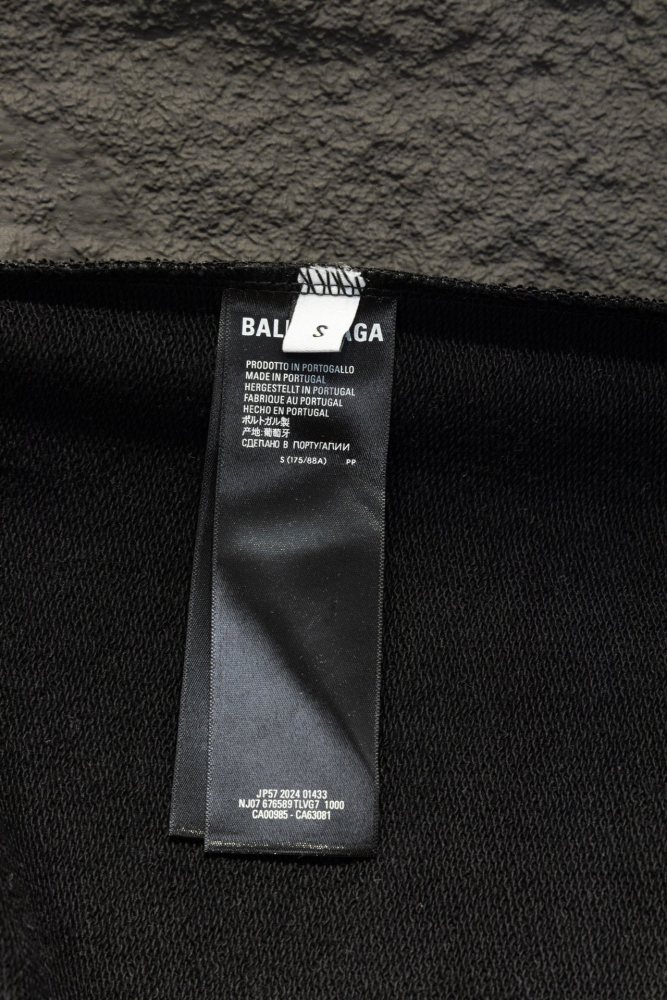 BAL AGA
S
PRODOTTO IN PORTOGALLO
MADE IN PORTUGAL
HERGESTELLT IN PORTUGAL
FABRIQUE AU PORTUGAL
HECHO EN PORTUGAL
ポルトガル製
产地:葡萄牙
СДЕЛАНО В ПОРТУГАЛИИ
S (175/88A) PP
JP57 2024 01433
NJ07 676589 TLVG7 1000
CA00985 - CA63081